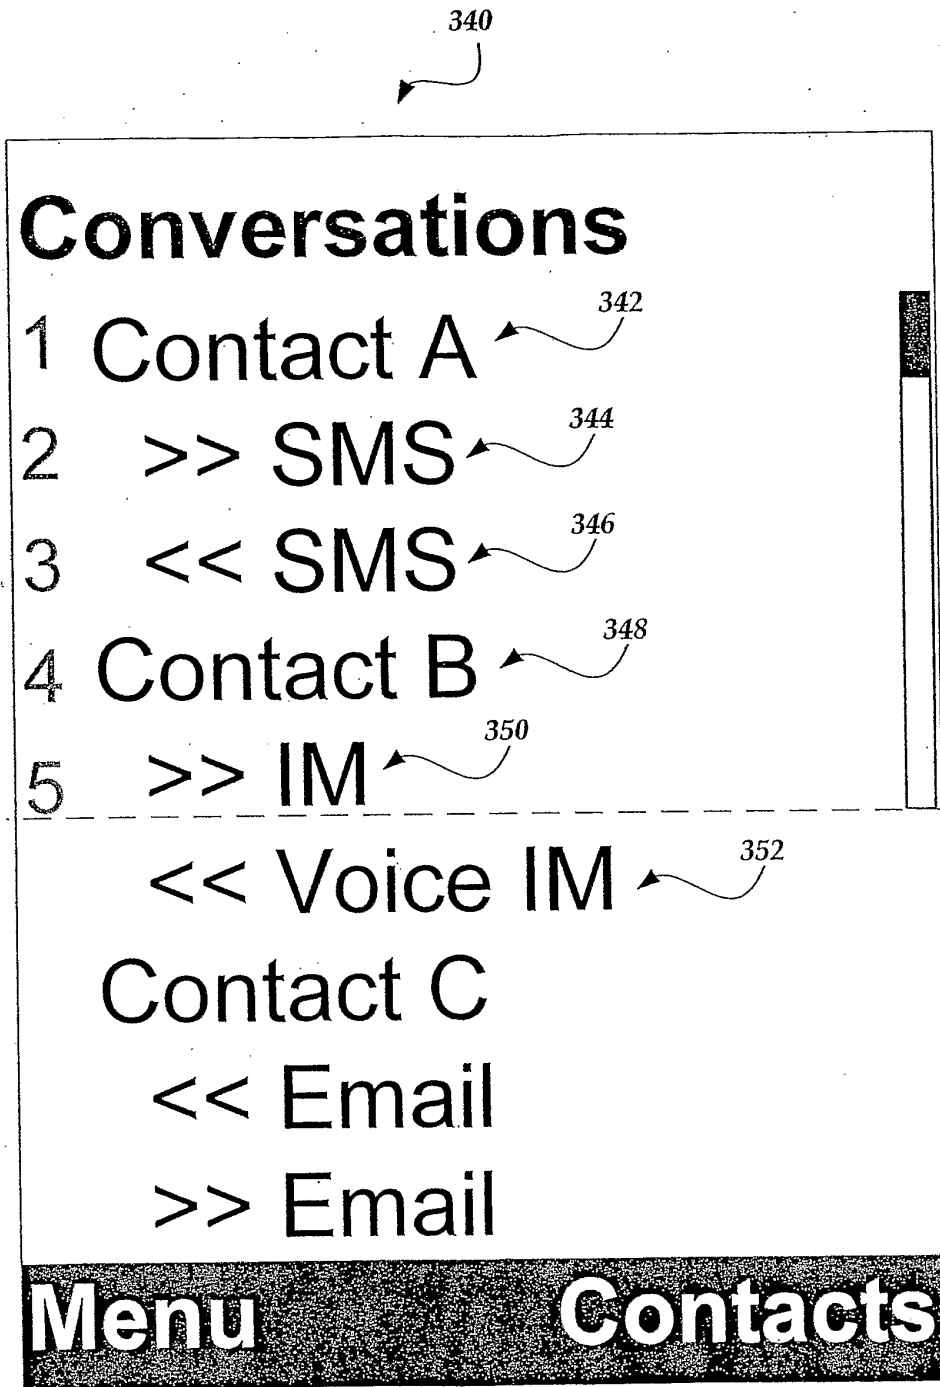 340
Conversations
1 Contact A 342
2 >> SMS 344
3 << SMS 346
4 Contact B 348
5 >> IM 350
<< Voice IM 352
Contact C
<< Email
>> Email
Menu Contacts